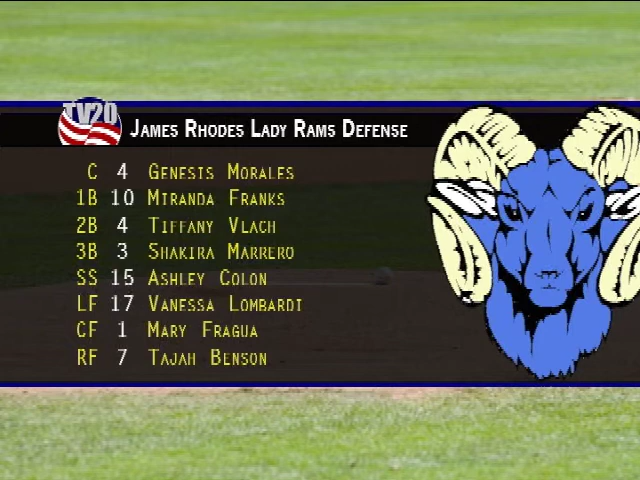 TV20
James Rhodes Lady Rams Defense
C 4 Genesis Morales
1B 10 Miranda Franks
2B 4 Tiffany Vlach
3B 3 Shakira Marrero
SS 15 Ashley Colon
LF 17 Vanessa Lombardi
CF 1 Mary Fragua
RF 7 Tajah Benson